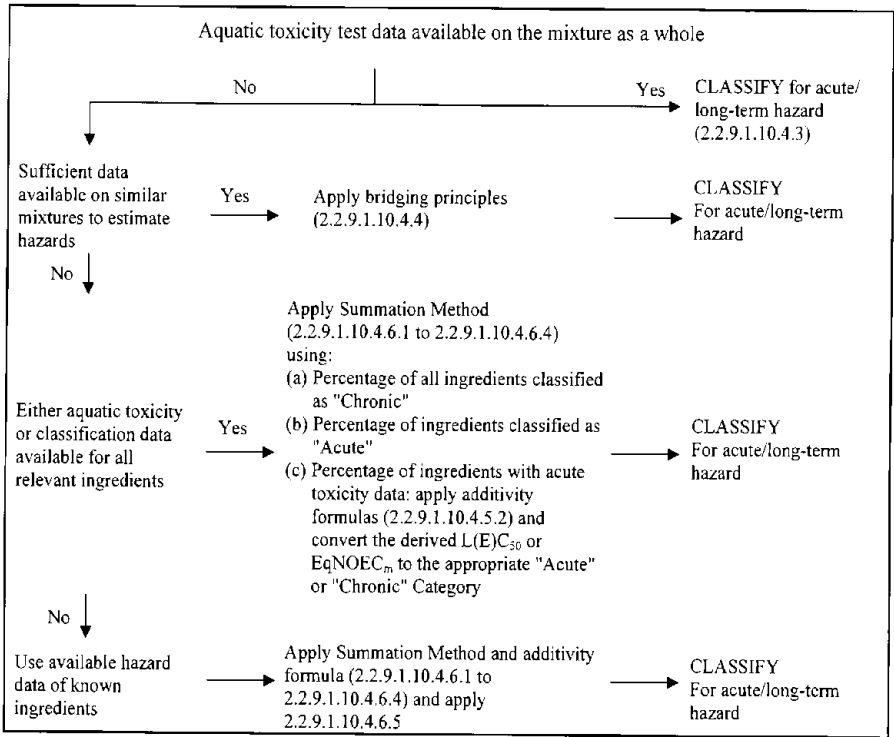 Aquatic toxicity test data available on the mixture as a whole
No
Yes
CLASSIFY for acute/
long-term hazard
(2.2.9.1.10.4.3)
Sufficient data
available on similar
mixtures to estimate
hazards
Yes
Apply bridging principles
(2.2.9.1.10.4.4)
CLASSIFY
For acute/long-term
hazard
No
Either aquatic toxicity
or classification data
available for all
relevant ingredients
Yes
Apply Summation Method
(2.2.9.1.10.4.6.1 to 2.2.9.1.10.4.6.4)
using:
(a) Percentage of all ingredients classified
as "Chronic"
(b) Percentage of ingredients classified as
"Acute"
(c) Percentage of ingredients with acute
toxicity data: apply additivity
formulas (2.2.9.1.10.4.5.2) and
convert the derived L(E)C50 or
EqNOECm to the appropriate "Acute"
or "Chronic" Category
CLASSIFY
For acute/long-term
hazard
No
Use available hazard
data of known
ingredients
Apply Summation Method and additivity
formula (2.2.9.1.10.4.6.1 to
2.2.9.1.10.4.6.4) and apply
2.2.9.1.10.4.6.5
CLASSIFY
For acute/long-term
hazard